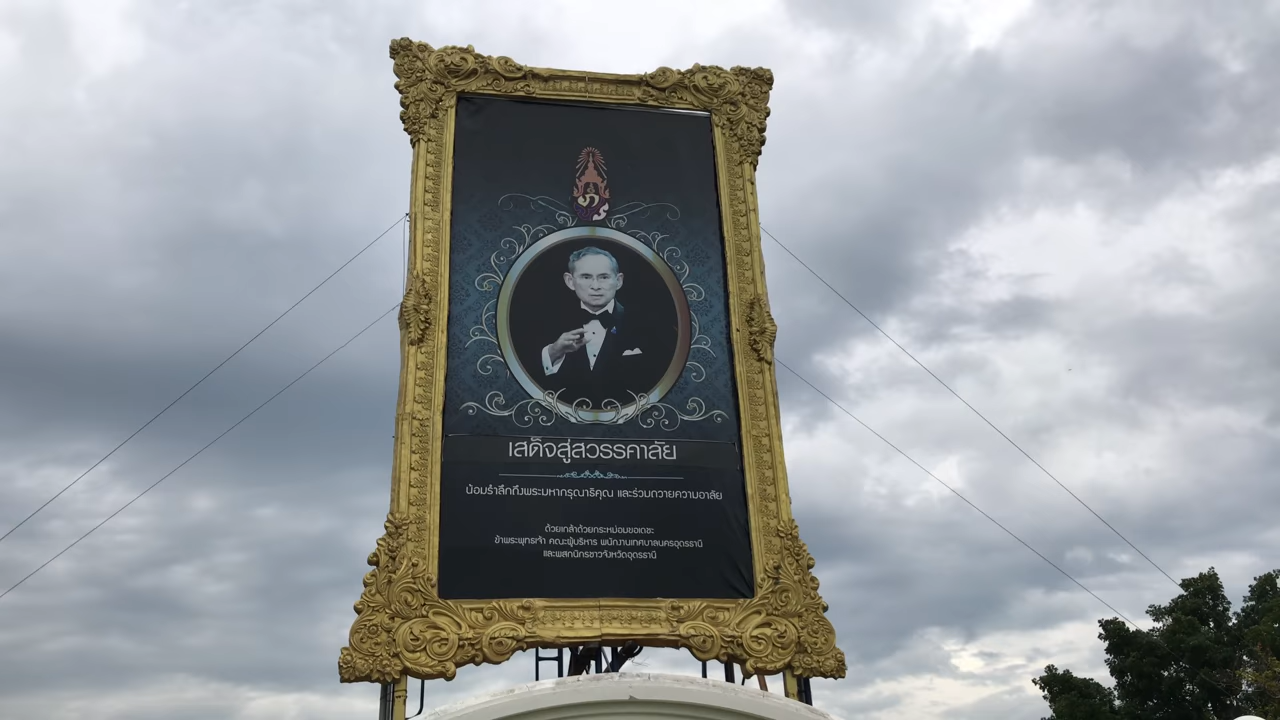 เสด็จสู่สวรรคาลัย
น้อมรำลึกถึงพระมหากรุณาธิคุณ และร่วมถวายความอาลัย
ด้วยเกล้าด้วยกระหม่อมขอเดชะ
ข้าพระพุทธเจ้า คณะผู้บริหาร พนักงานเทศบาลนครอุดรธานี
และพสกนิกรชาวจังหวัดอุดรธานี